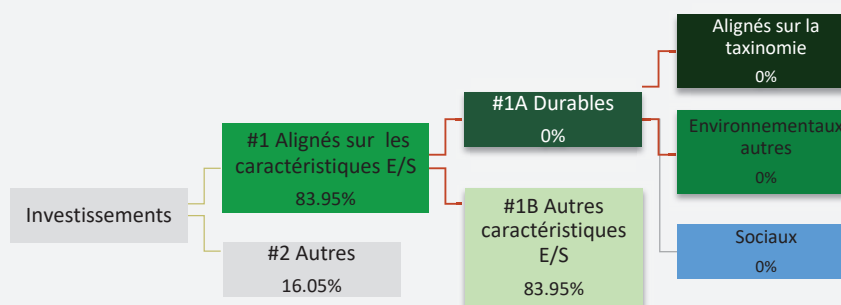 Investissements
#1 Alignés sur les
caractéristiques E/S
83.95%
#2 Autres
16.05%
#1A Durables
0%
#1B Autres
caractéristiques
E/S
83.95%
Alignés sur la
taxinomie
0%
Environnementaux
autres
0%
Sociaux
0%